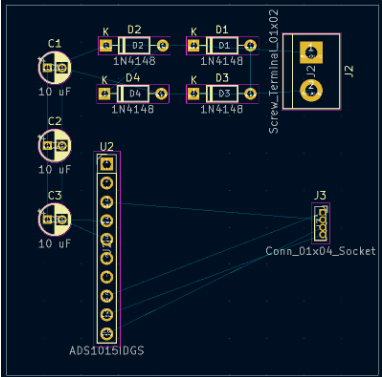 D2
D1
K
K
D2
D1
1N4148
1N4148
C1
10 uF
D4
D3
K
K
D4
D3
1N4148
1N4148
Screw_Terminal_01x02
J2
J2
C2
10 uF
U2
C3
10 uF
J3
Conn_01x04_Socket
ADS1015IDGS